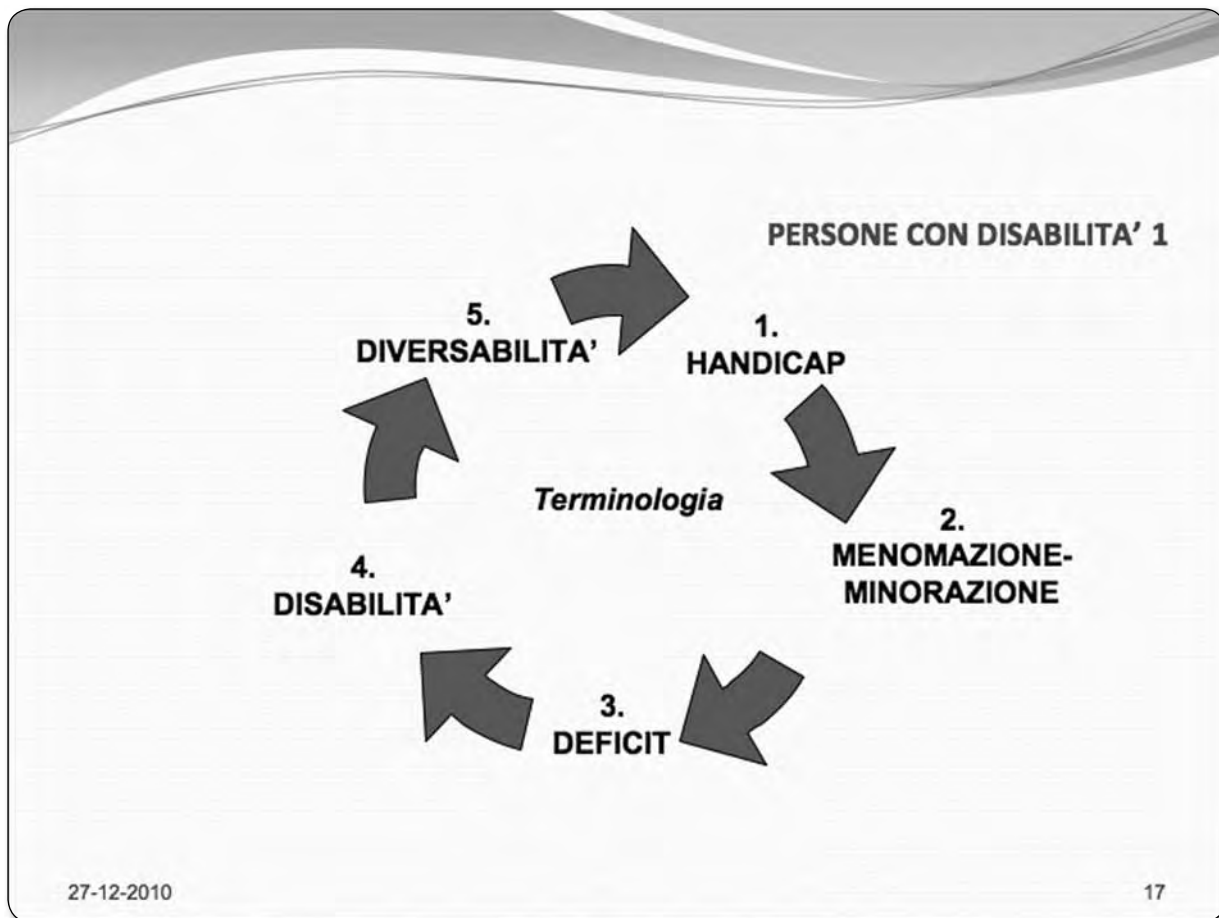 PERSONE CON DISABILITA’ 1
1.
HANDICAP
2.
MENOMAZIONE-
MINORAZIONE
3.
DEFICIT
4.
DISABILITA’
5.
DIVERSABILITA’
Terminologia
27-12-2010
17